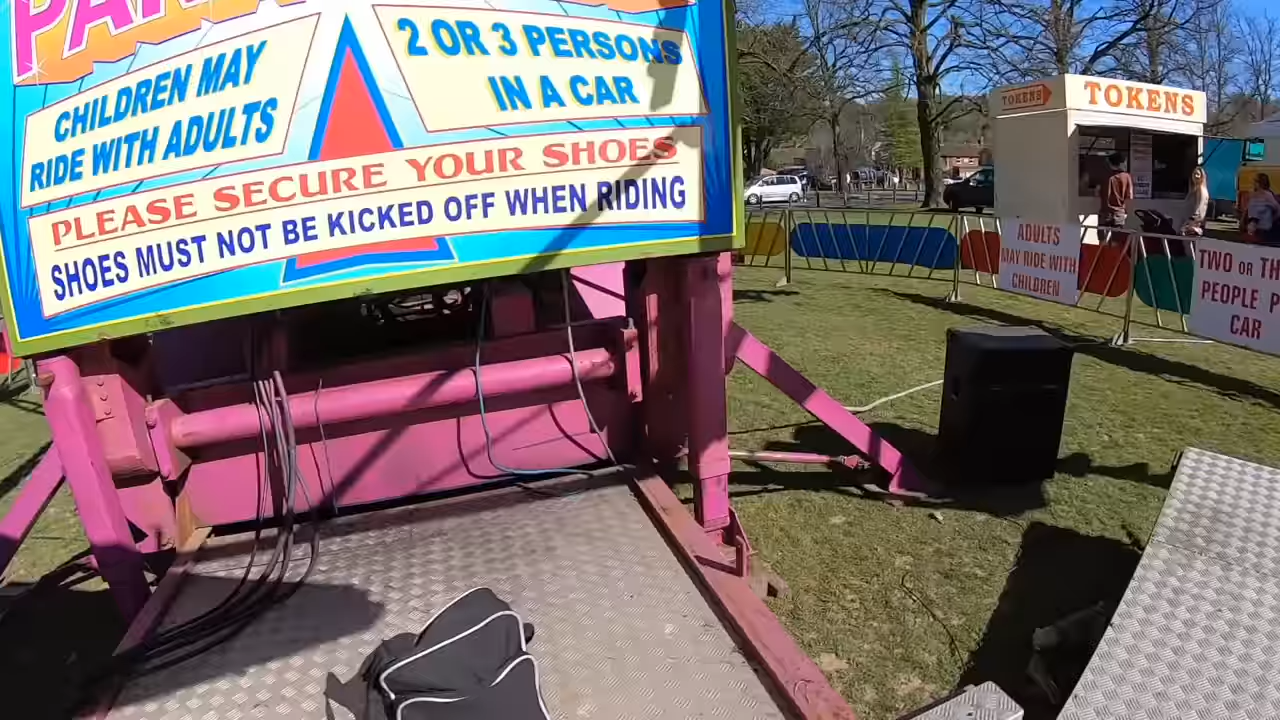 CHILDREN MAY
RIDE WITH ADULTS
2 OR 3 PERSONS
IN A CAR
PLEASE SECURE YOUR SHOES
SHOES MUST NOT BE KICKED OFF WHEN RIDING
TOKENS
TOKENS
ADULTS
MAY RIDE WITH
CHILDREN
TWO OR
PEOPLE
CAR